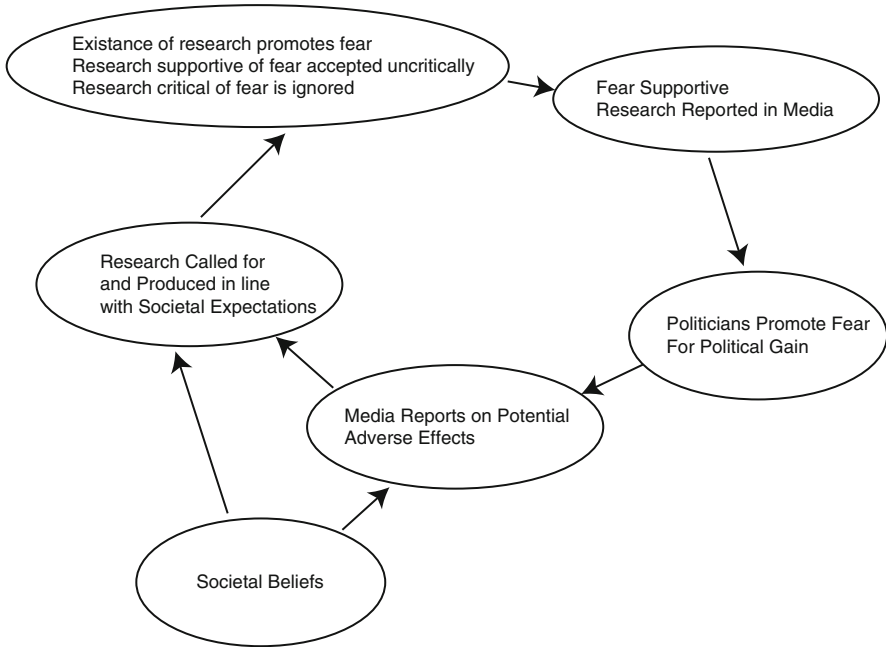 Existance of research promotes fear
Research supportive of fear accepted uncritically
Research critical of fear is ignored
Fear Supportive
Research Reported in Media
Research Called for
and Produced in line
with Societal Expectations
Politicians Promote Fear
For Political Gain
Media Reports on Potential
Adverse Effects
Societal Beliefs